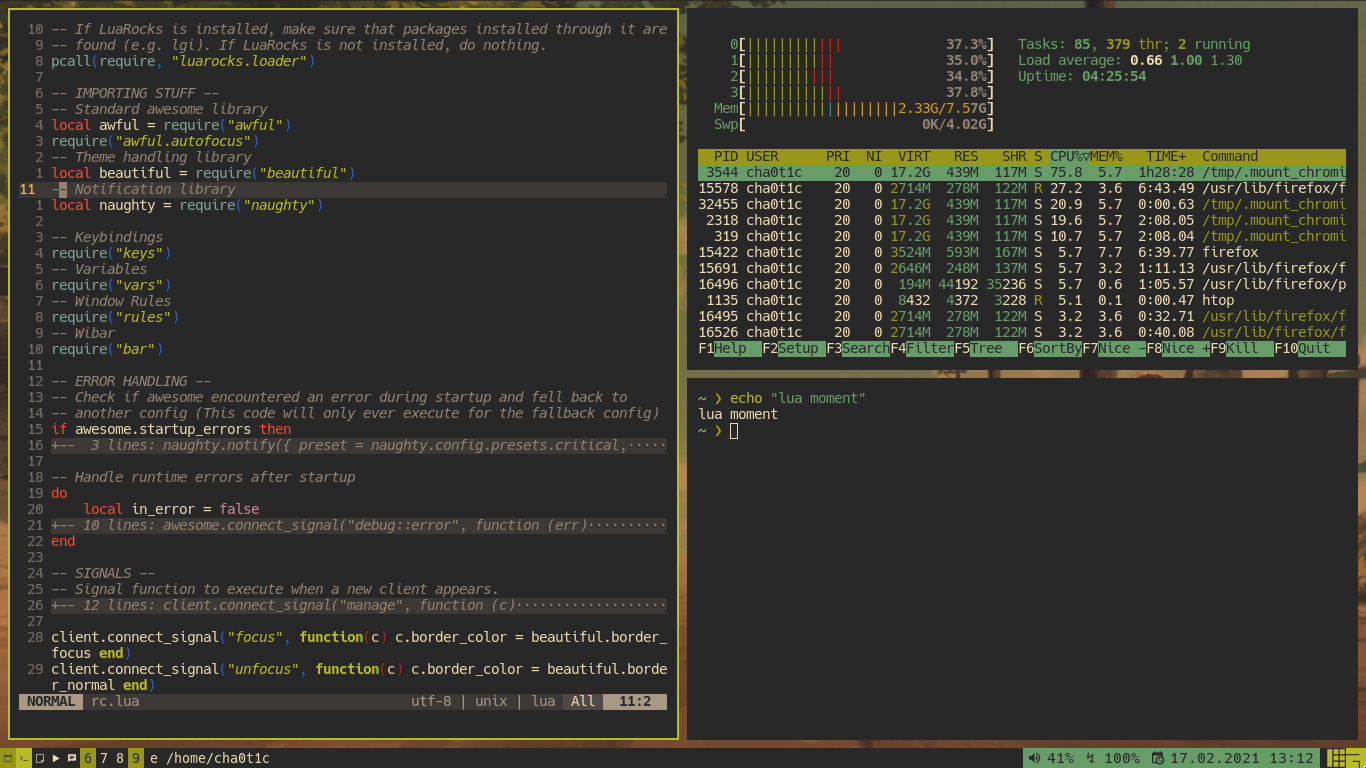 10 -- If LuaRocks is installed, make sure that packages installed through it are
9 -- found (e.g. lgi). If LuaRocks is not installed, do nothing.
8 pcall(require, "luarocks.loader")
7
6 -- IMPORTING STUFF --
5 -- Standard awesome library
4 local awful = require("awful")
3 require("awful.autofocus")
2 -- Theme handling library
1 local beautiful = require("beautiful")
11 -- Notification library
1 local naughty = require("naughty")
2
3 -- Keybindings
4 require("keys")
5 -- Variables
6 require("vars")
7 -- Window Rules
8 require("rules")
9 -- Wibar
10 require("bar")
11
12 -- ERROR HANDLING --
13 -- Check if awesome encountered an error during startup and fell back to
14 -- another config (This code will only ever execute for the fallback config)
15 if awesome.startup_errors then
16 +--  3 lines: naughty.notify({ preset = naughty.config.presets.critical,·····
17
18 -- Handle runtime errors after startup
19 do
20     local in_error = false
21 +-- 10 lines: awesome.connect_signal("debug::error", function (err)··········
22 end
23
24 -- SIGNALS --
25 -- Signal function to execute when a new client appears.
26 +-- 12 lines: client.connect_signal("manage", function (c)···················
27
28 client.connect_signal("focus", function(c) c.border_color = beautiful.border_
focus end)
29 client.connect_signal("unfocus", function(c) c.border_color = beautiful.borde
r_normal end)
NORMAL rc.lua utf-8 | unix | lua All 11:2
0[||||||||||||37.3%] Tasks: 85, 379 thr; 2 running
1[|||||||||||35.0%] Load average: 0.66 1.00 1.30
2[|||||||||||34.8%] Uptime: 04:25:54
3[||||||||||||37.8%]
Mem[|||||||||||||||||||2.33G/7.57G]
Swp[0K/4.02G]
PID USER PRI NI VIRT RES SHR S CPU%▽MEM% TIME+ Command
3544 cha0t1c 20 0 17.2G 439M 117M S 75.8 5.7 1h28:28 /tmp/.mount_chromi
15578 cha0t1c 20 0 2714M 278M 122M R 27.2 3.6 6:43.49 /usr/lib/firefox/f
32455 cha0t1c 20 0 17.2G 439M 117M S 20.9 5.7 0:00.63 /tmp/.mount_chromi
2318 cha0t1c 20 0 17.2G 439M 117M S 19.6 5.7 2:08.05 /tmp/.mount_chromi
319 cha0t1c 20 0 17.2G 439M 117M S 10.7 5.7 2:08.04 /tmp/.mount_chromi
15422 cha0t1c 20 0 3524M 593M 167M S 5.7 7.7 6:39.77 firefox
15691 cha0t1c 20 0 2646M 248M 137M S 5.7 3.2 1:11.13 /usr/lib/firefox/f
16496 cha0t1c 20 0 194M 44192 35236 S 5.7 0.6 1:05.57 /usr/lib/firefox/p
1135 cha0t1c 20 0 8432 4372 3228 R 5.1 0.1 0:00.47 htop
16495 cha0t1c 20 0 2714M 278M 122M S 3.2 3.6 0:32.71 /usr/lib/firefox/f
16526 cha0t1c 20 0 2714M 278M 122M S 3.2 3.6 0:40.08 /usr/lib/firefox/f
F1Help F2Setup F3SearchF4FilterF5Tree F6SortByF7Nice -F8Nice +F9Kill F10Quit
~ ❯ echo "lua moment"
lua moment
~ ❯
6 7 8 9 e /home/cha0t1c 41% 100% 17.02.2021 13:12